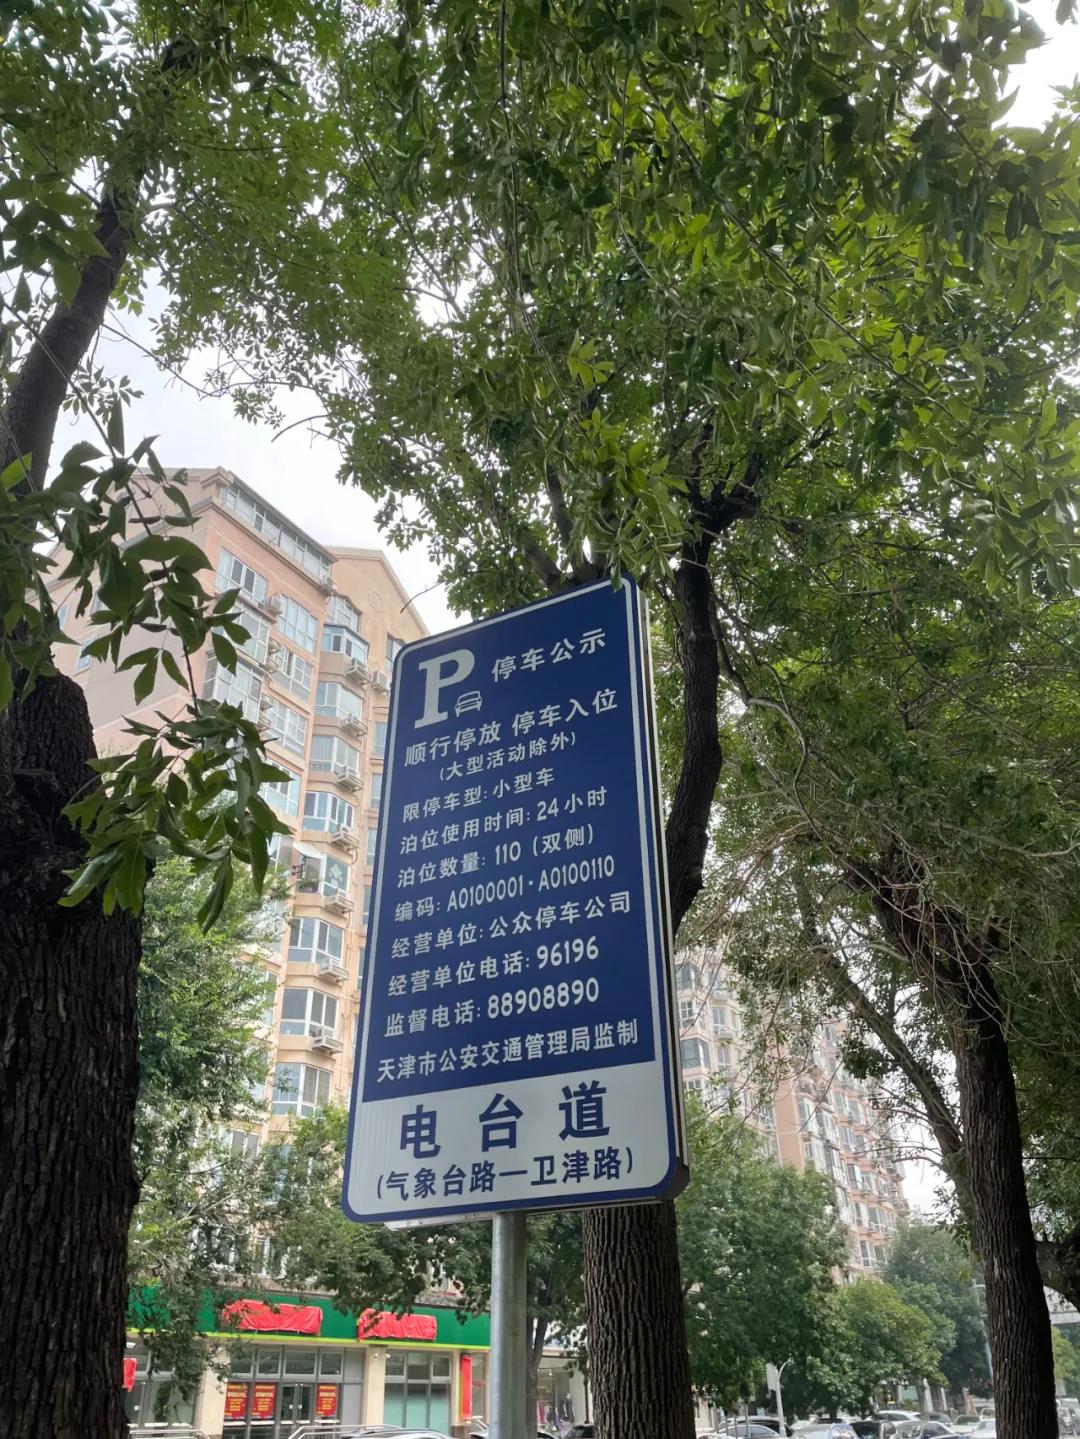 P 停车公示
顺行停放 停车入位
(大型活动除外)
限停车型:小型车
泊位使用时间:24小时
泊位数量:110(双侧)
编码:A0100001·A0100110
经营单位:公众停车公司
经营单位电话:96196
监督电话:88908890
天津市公安交通管理局监制
电台道
(气象台路—卫津路)